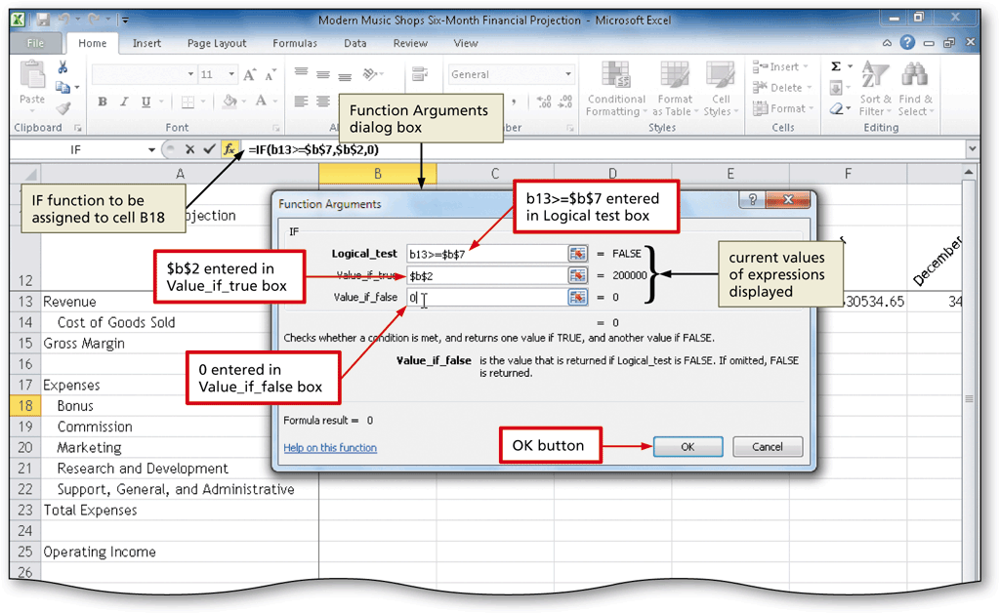 Modern Music Shops Six-Month Financial Projection - Microsoft Excel
File Home Insert Page Layout Formulas Data Review View
11 A A General Insert Σ
Paste B I U Conditional Format Cell Delete Sort & Find &
Formatting as Table Styles Format Filter Select
Clipboard Font Styles Cells Editing
Function Arguments
dialog box
IF fx =IF(b13>=$b$7,$b$2,0)
A B C D E F
IF function to be
assigned to cell B18
Function Arguments
b13>=$b$7 entered
in Logical test box
IF
Logical_test b13>=$b$7 = FALSE
Value_if_true $b$2 = 200000
Value_if_false 0 = 0
= 0
$b$2 entered in
Value_if_true box
current values
of expressions
displayed
December
Checks whether a condition is met, and returns one value if TRUE, and another value if FALSE.
Value_if_false is the value that is returned if Logical_test is FALSE. If omitted, FALSE
is returned.
0 entered in
Value_if_false box
Formula result = 0
Help on this function
OK button
OK Cancel
12
13 Revenue 30534.65 34
14 Cost of Goods Sold
15 Gross Margin
16
17 Expenses
18 Bonus
19 Commission
20 Marketing
21 Research and Development
22 Support, General, and Administrative
23 Total Expenses
24
25 Operating Income
26